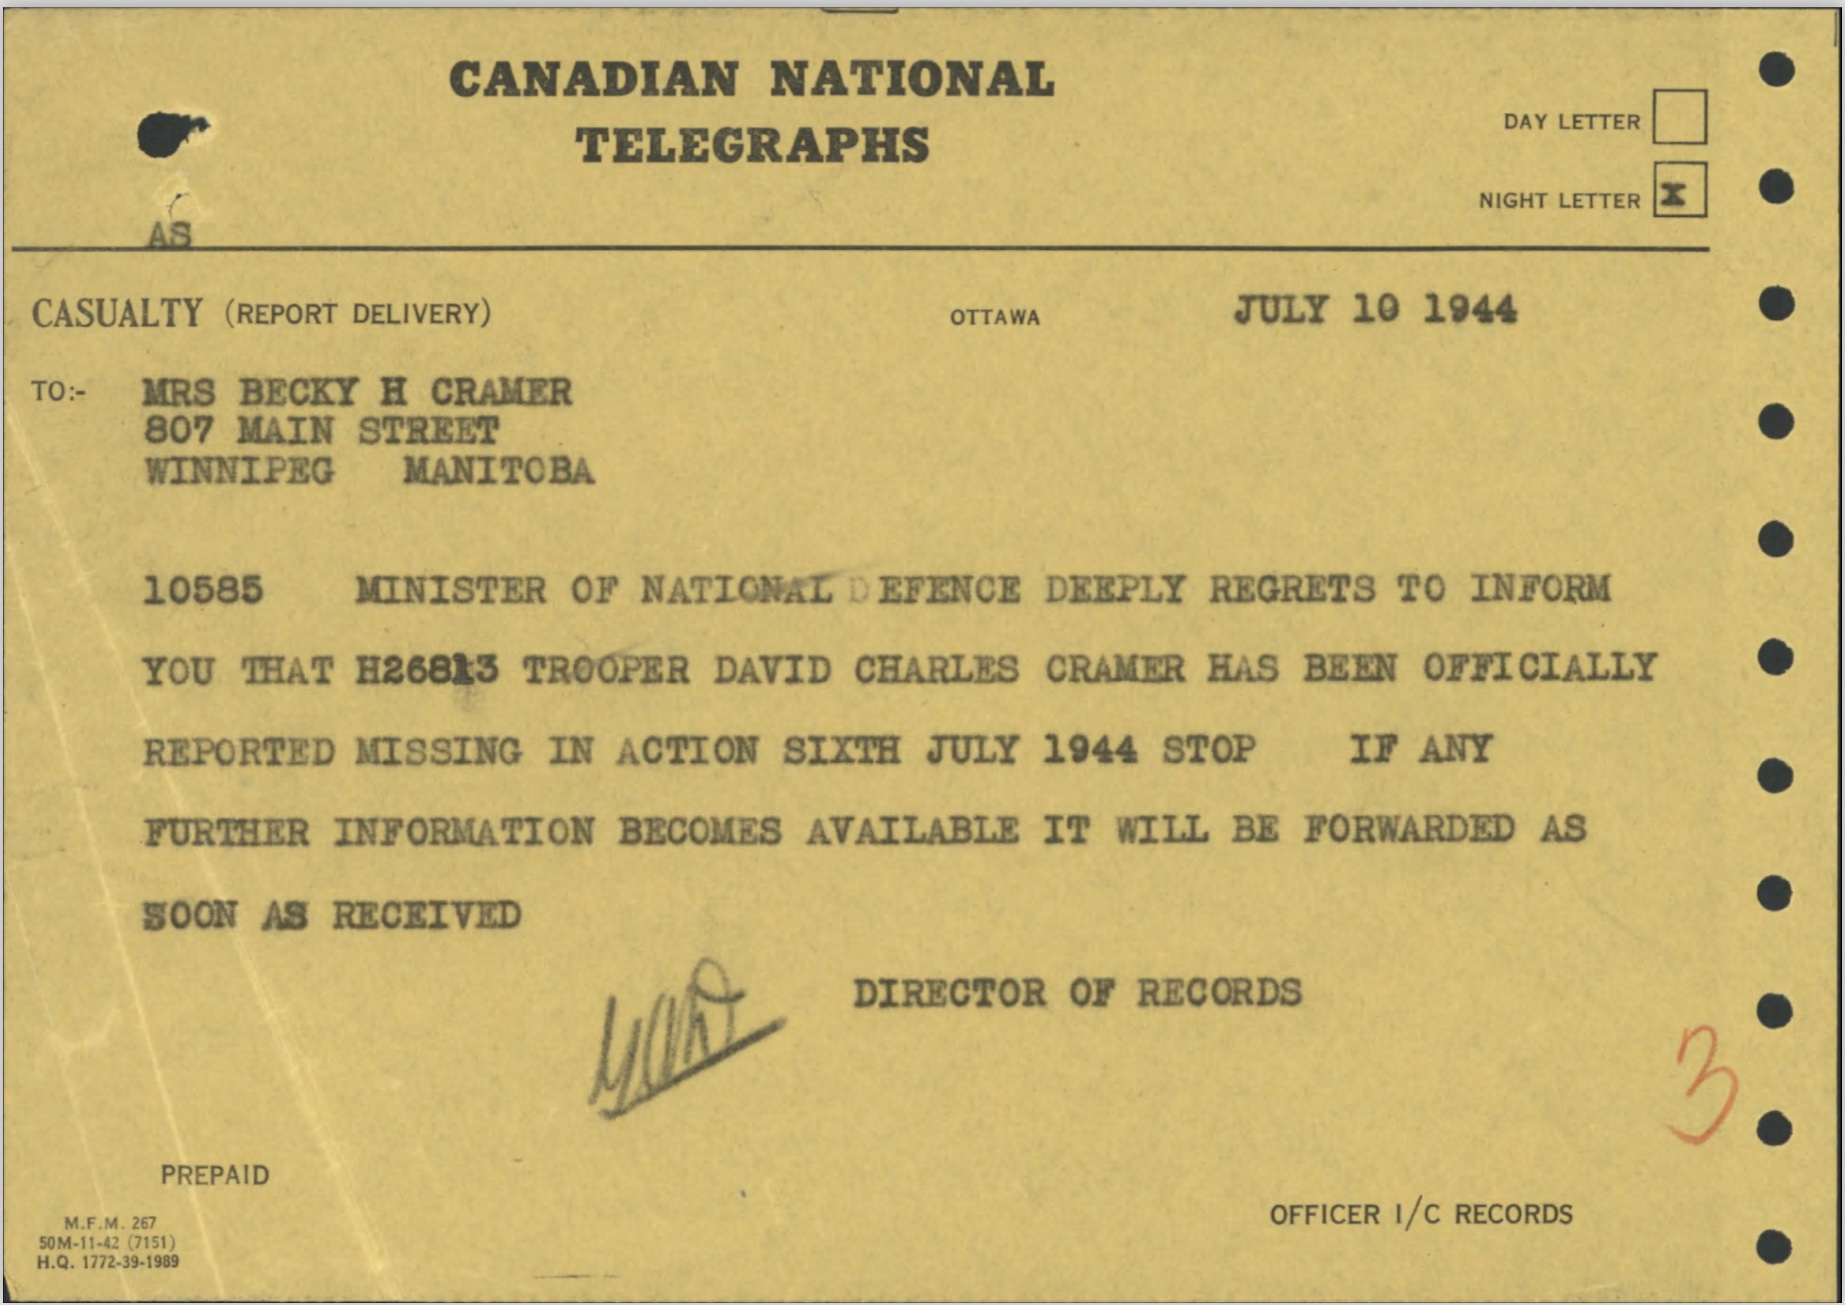 CANADIAN NATIONAL
TELEGRAPHS
DAY LETTER
NIGHT LETTER X
AS
CASUALTY (REPORT DELIVERY) OTTAWA JULY 10 1944
TO:- MRS BECKY H CRAMER
807 MAIN STREET
WINNIPEG MANITOBA
10585 MINISTER OF NATIONAL DEFENCE DEEPLY REGRETS TO INFORM
YOU THAT H26813 TROOPER DAVID CHARLES CRAMER HAS BEEN OFFICIALLY
REPORTED MISSING IN ACTION SIXTH JULY 1944 STOP IF ANY
FURTHER INFORMATION BECOMES AVAILABLE IT WILL BE FORWARDED AS
SOON AS RECEIVED
DIRECTOR OF RECORDS
3
PREPAID
OFFICER I/C RECORDS
M.F.M. 267
50M-11-42 (7151)
H.Q. 1772-39-1989